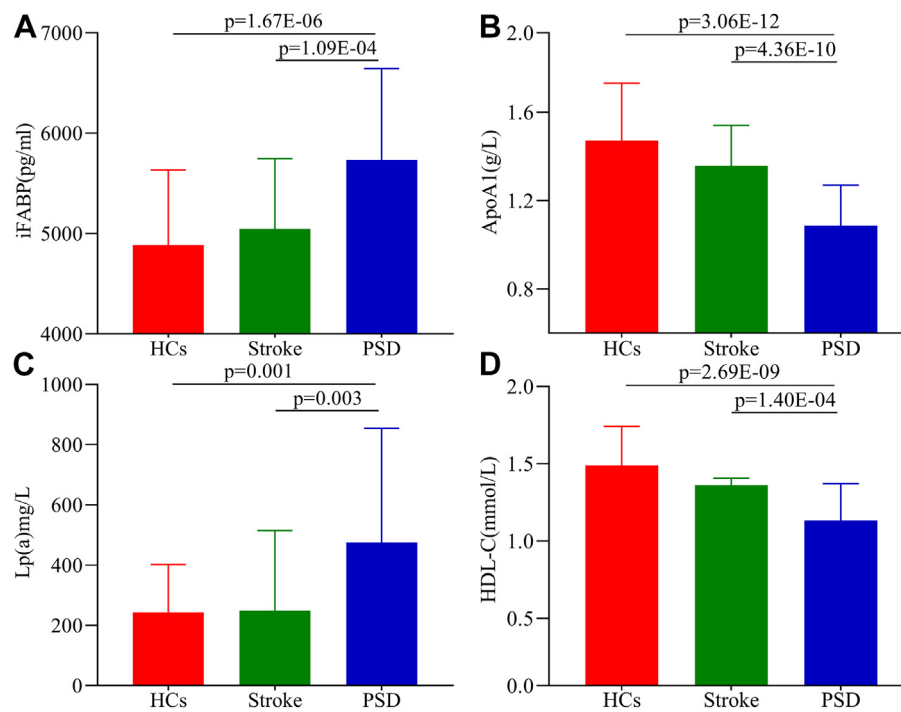 A
iFABP(pg/ml)
7000
6000
5000
4000
p=1.67E-06
p=1.09E-04
HCs Stroke PSD
B
ApoA1(g/L)
2.0
1.6
1.2
0.8
p=3.06E-12
p=4.36E-10
HCs Stroke PSD
C
Lp(a)mg/L
1000
800
600
400
200
0
p=0.001
p=0.003
HCs Stroke PSD
D
HDL-C(mmol/L)
2.0
1.5
1.0
0.5
0.0
p=2.69E-09
p=1.40E-04
HCs Stroke PSD